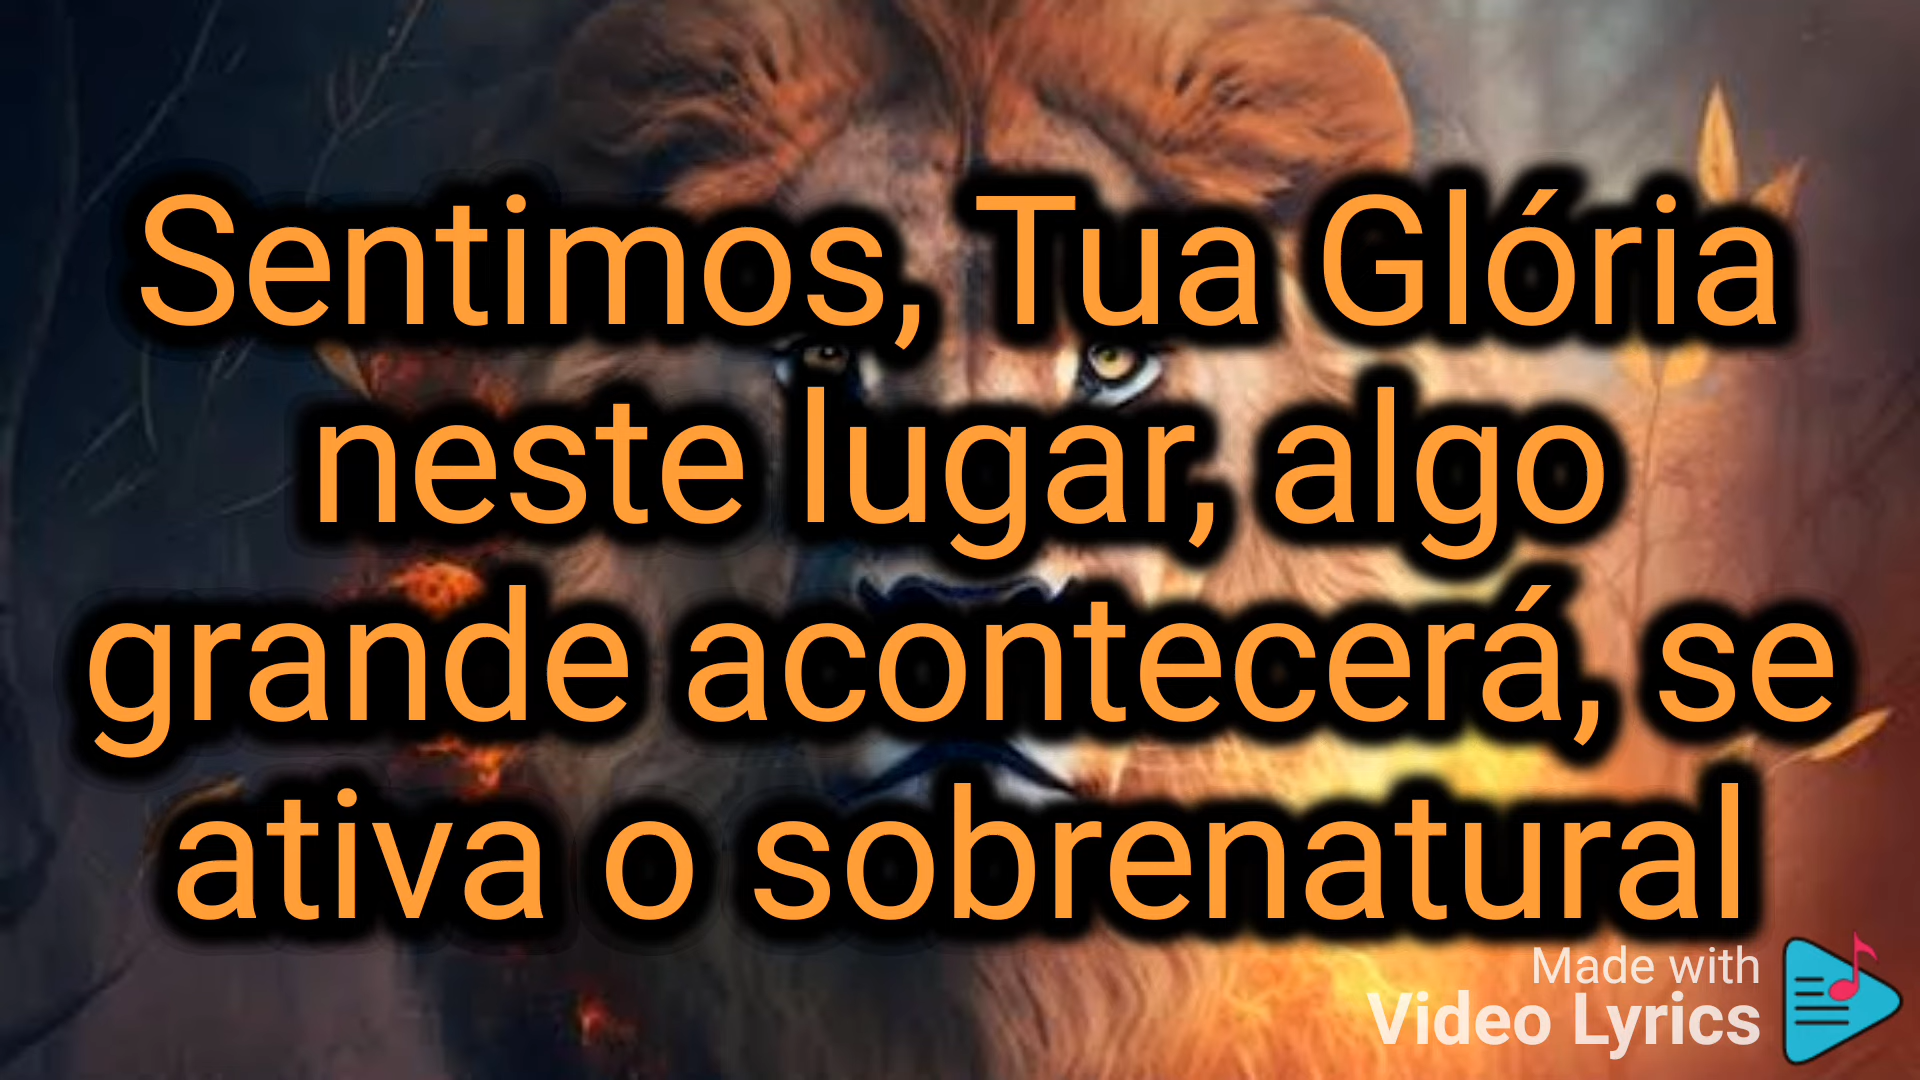 Sentimos, Tua Glória
neste lugar, algo
grande acontecerá, se
ativa o sobrenatural
Made with
Video Lyrics